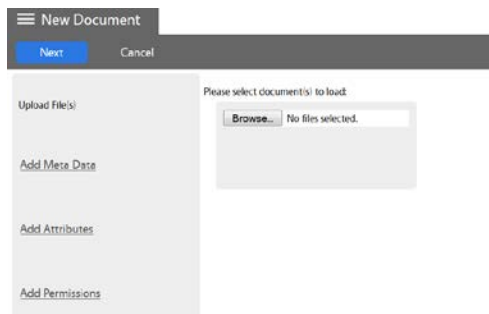 New Document
Next Cancel
Please select document(s) to load:
Upload File(s)
Browse... No files selected.
Add Meta Data
Add Attributes
Add Permissions